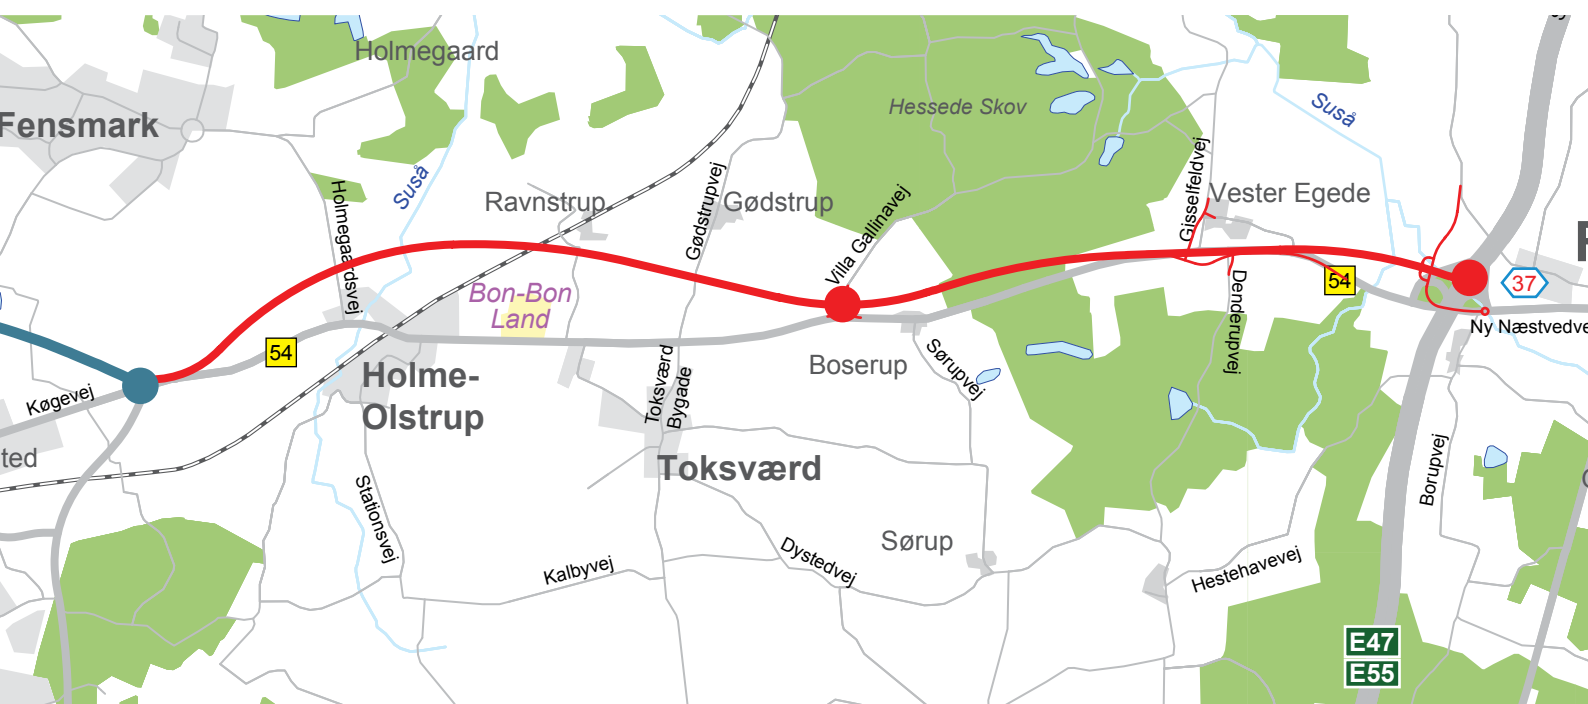 Holmegaard
Fensmark
Hessede Skov
Suså
Suså
Holmegaardsvej
Ravnstrup
Gødstrupvej
Gødstrup
Villa Gallinavej
Gisselfeldvej
Vester Egede
Bon-Bon
Land
54
37
54
Denderupvej
Ny Næstvedve
Køgevej
Holme-
Olstrup
Toksværd
Bygade
Boserup
Sørupvej
ted
Toksværd
Borupvej
Stationsvej
Sørup
Kalbyvej
Dystedvej
Hestehavevej
E47
E55